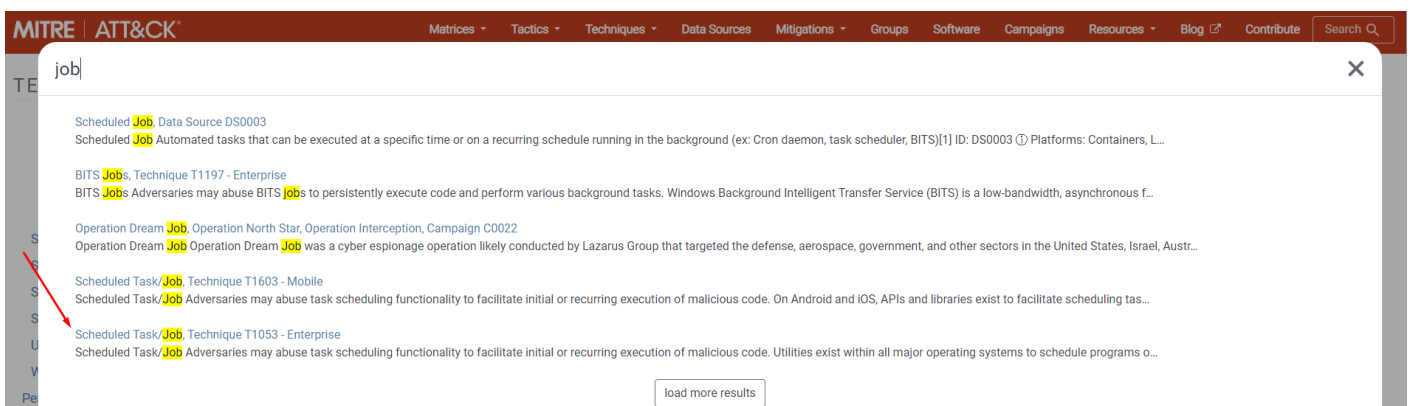 MITRE | ATT&CK®
Matrices Tactics Techniques Data Sources Mitigations Groups Software Campaigns Resources Blog Contribute Search
TE
job
Scheduled Job, Data Source DS0003
Scheduled Job Automated tasks that can be executed at a specific time or on a recurring schedule running in the background (ex: Cron daemon, task scheduler, BITS)[1] ID: DS0003 ⓘ Platforms: Containers, L...
BITS Jobs, Technique T1197 - Enterprise
BITS Jobs Adversaries may abuse BITS jobs to persistently execute code and perform various background tasks. Windows Background Intelligent Transfer Service (BITS) is a low-bandwidth, asynchronous f...
Operation Dream Job, Operation North Star, Operation Interception, Campaign C0022
Operation Dream Job Operation Dream Job was a cyber espionage operation likely conducted by Lazarus Group that targeted the defense, aerospace, government, and other sectors in the United States, Israel, Austr...
S
S
Scheduled Task/Job, Technique T1603 - Mobile
S
Scheduled Task/Job Adversaries may abuse task scheduling functionality to facilitate initial or recurring execution of malicious code. On Android and iOS, APIs and libraries exist to facilitate scheduling tas...
S
Scheduled Task/Job, Technique T1053 - Enterprise
U
Scheduled Task/Job Adversaries may abuse task scheduling functionality to facilitate initial or recurring execution of malicious code. Utilities exist within all major operating systems to schedule programs o...
W
load more results
Pe